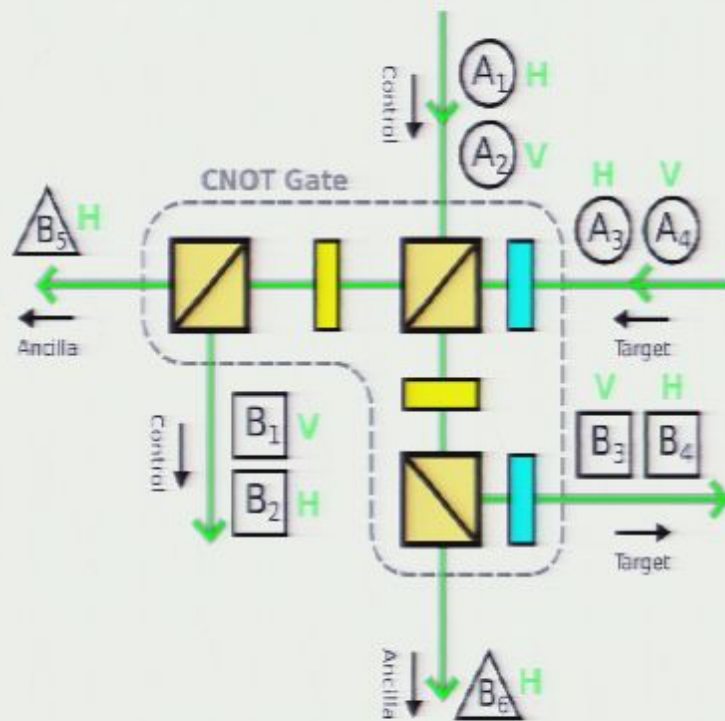 Control
A1 H
A2 V
CNOT Gate
H V
A3 A4
B5 H
Ancilla
Target
V H
B3 B4
Control
B1 V
B2 H
Target
Ancilla
B6 H